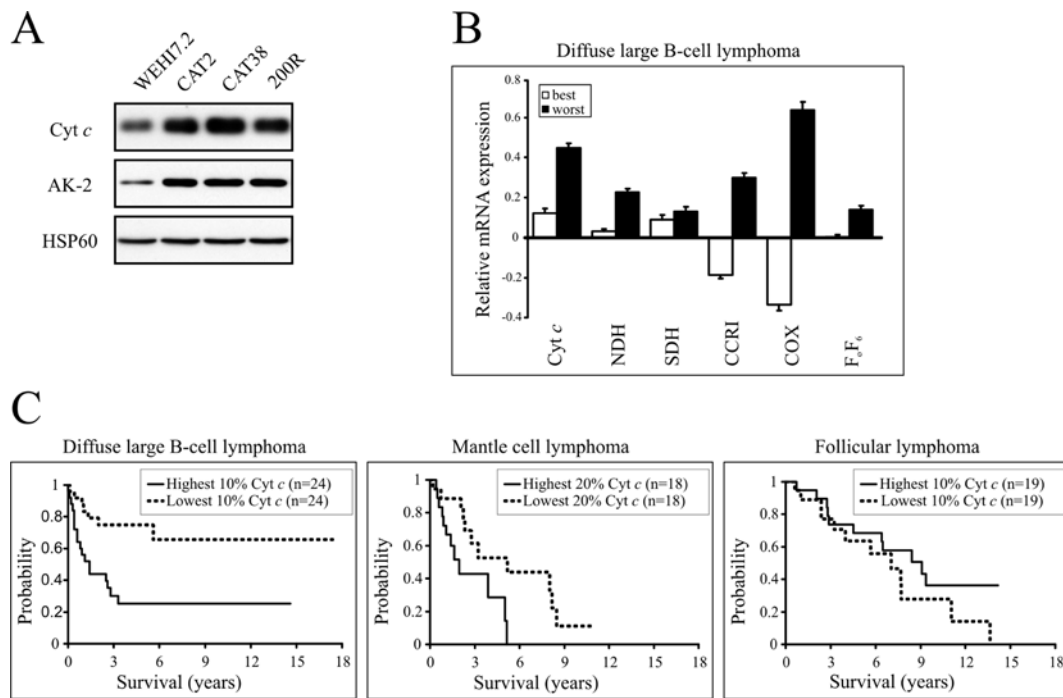 A
WEHI7.2 CAT2 CAT38 200R
Cyt c
AK-2
HSP60
B
Diffuse large B-cell lymphoma
Relative mRNA expression
0.8
0.6
0.4
0.2
0
-0.2
-0.4
best
worst
Cyt c NDH SDH CCRI COX FₒF₆
C
Diffuse large B-cell lymphoma
Probability
1
0.8
0.6
0.4
0.2
0
Highest 10% Cyt c (n=24)
Lowest 10% Cyt c (n=24)
0 3 6 9 12 15 18
Survival (years)
Mantle cell lymphoma
Probability
1
0.8
0.6
0.4
0.2
0
Highest 20% Cyt c (n=18)
Lowest 20% Cyt c (n=18)
0 3 6 9 12 15 18
Survival (years)
Follicular lymphoma
Probability
1
0.8
0.6
0.4
0.2
0
Highest 10% Cyt c (n=19)
Lowest 10% Cyt c (n=19)
0 3 6 9 12 15 18
Survival (years)